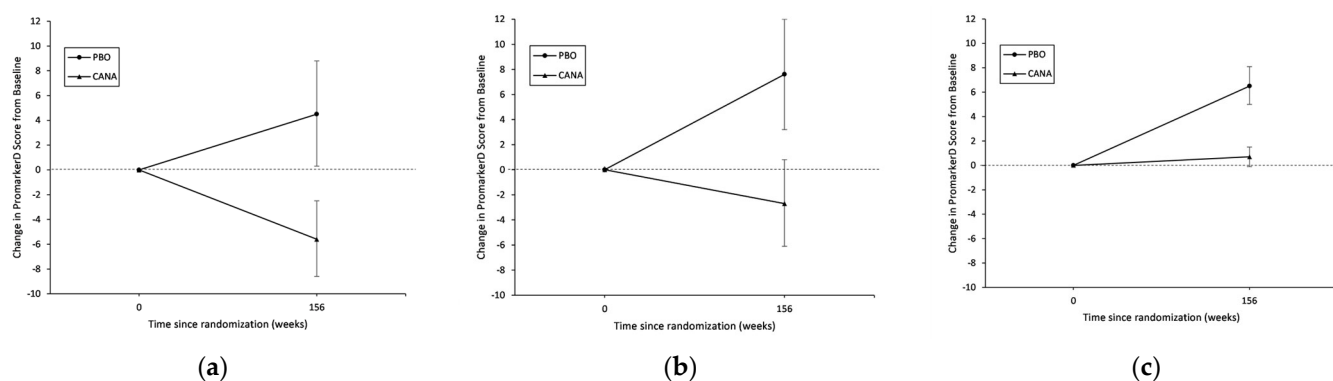 Change in PromarkerD Score from Baseline
12
10
8
6
4
2
0
-2
-4
-6
-8
-10
PBO
CANA
0
156
Time since randomization (weeks)
(a)
Change in PromarkerD Score from Baseline
12
10
8
6
4
2
0
-2
-4
-6
-8
-10
PBO
CANA
0
156
Time since randomization (weeks)
(b)
Change in PromarkerD Score from Baseline
12
10
8
6
4
2
0
-2
-4
-6
-8
-10
PBO
CANA
0
156
Time since randomization (weeks)
(c)